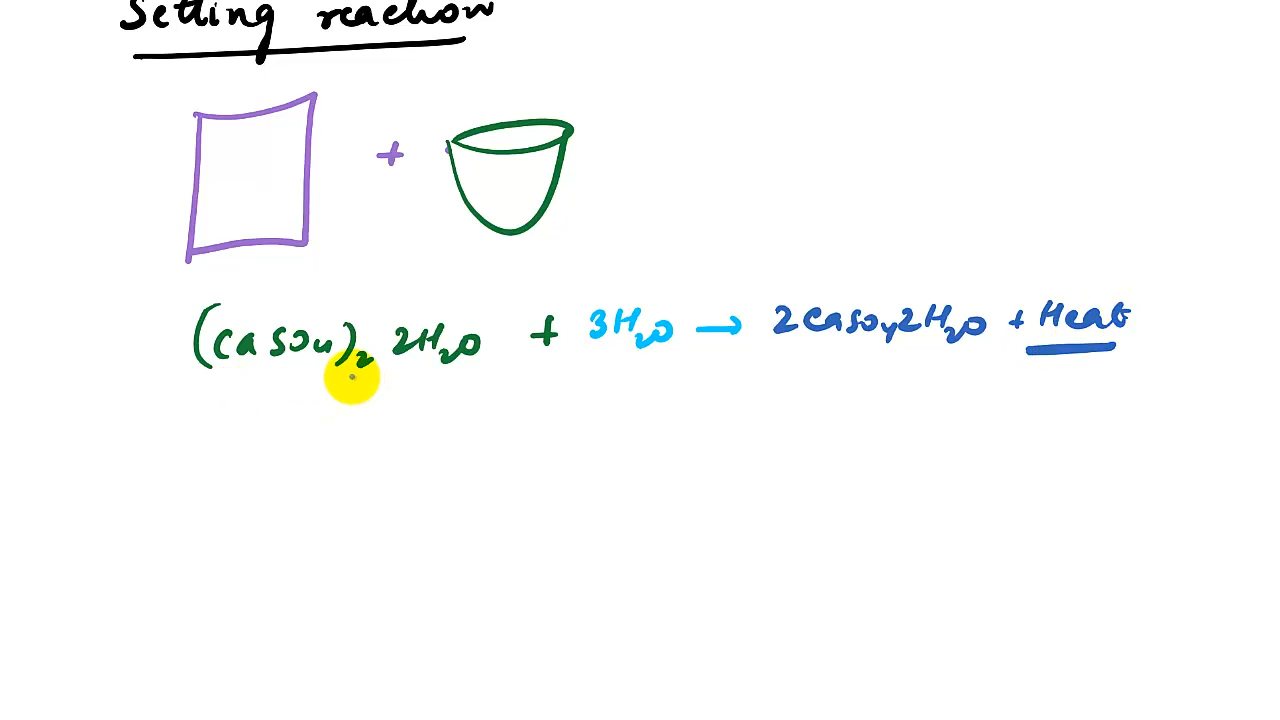 Setting reaction
+
(CaSO4)2 2H2O + 3H2O → 2CaSO4 2H2O + Heat